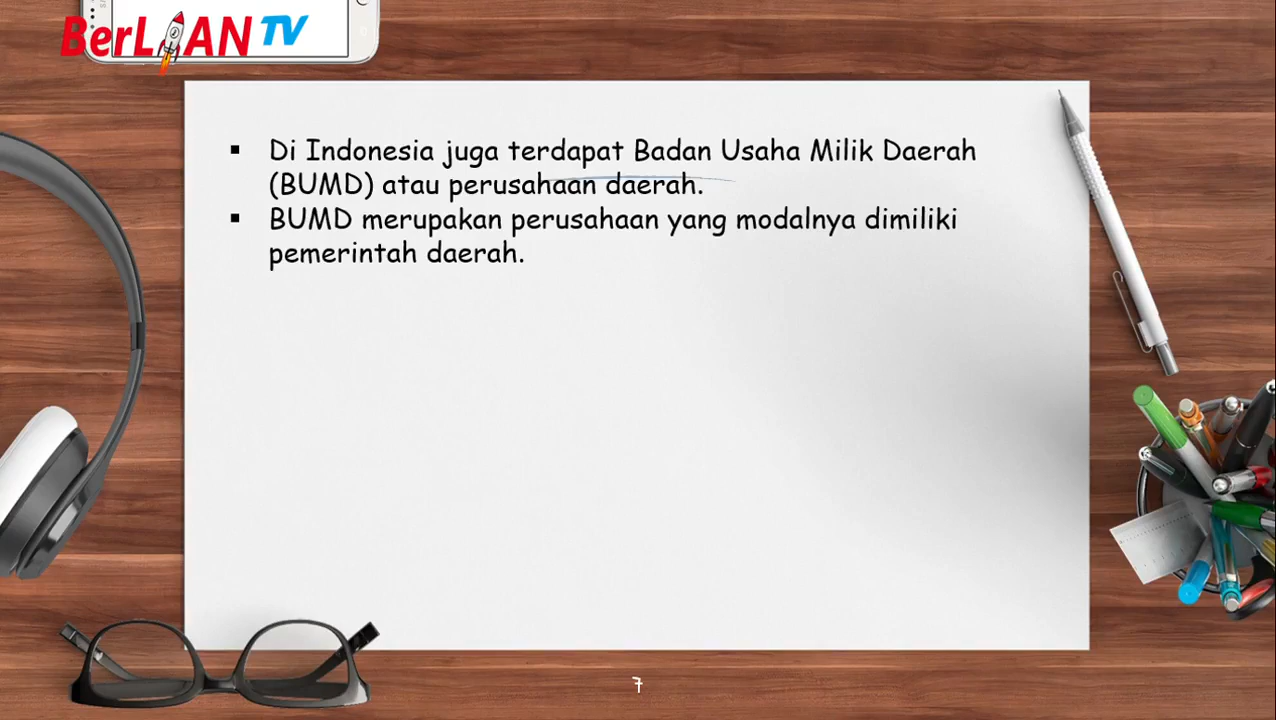 BerLIAN TV
▪ Di Indonesia juga terdapat Badan Usaha Milik Daerah
(BUMD) atau perusahaan daerah.
▪ BUMD merupakan perusahaan yang modalnya dimiliki
pemerintah daerah.
7